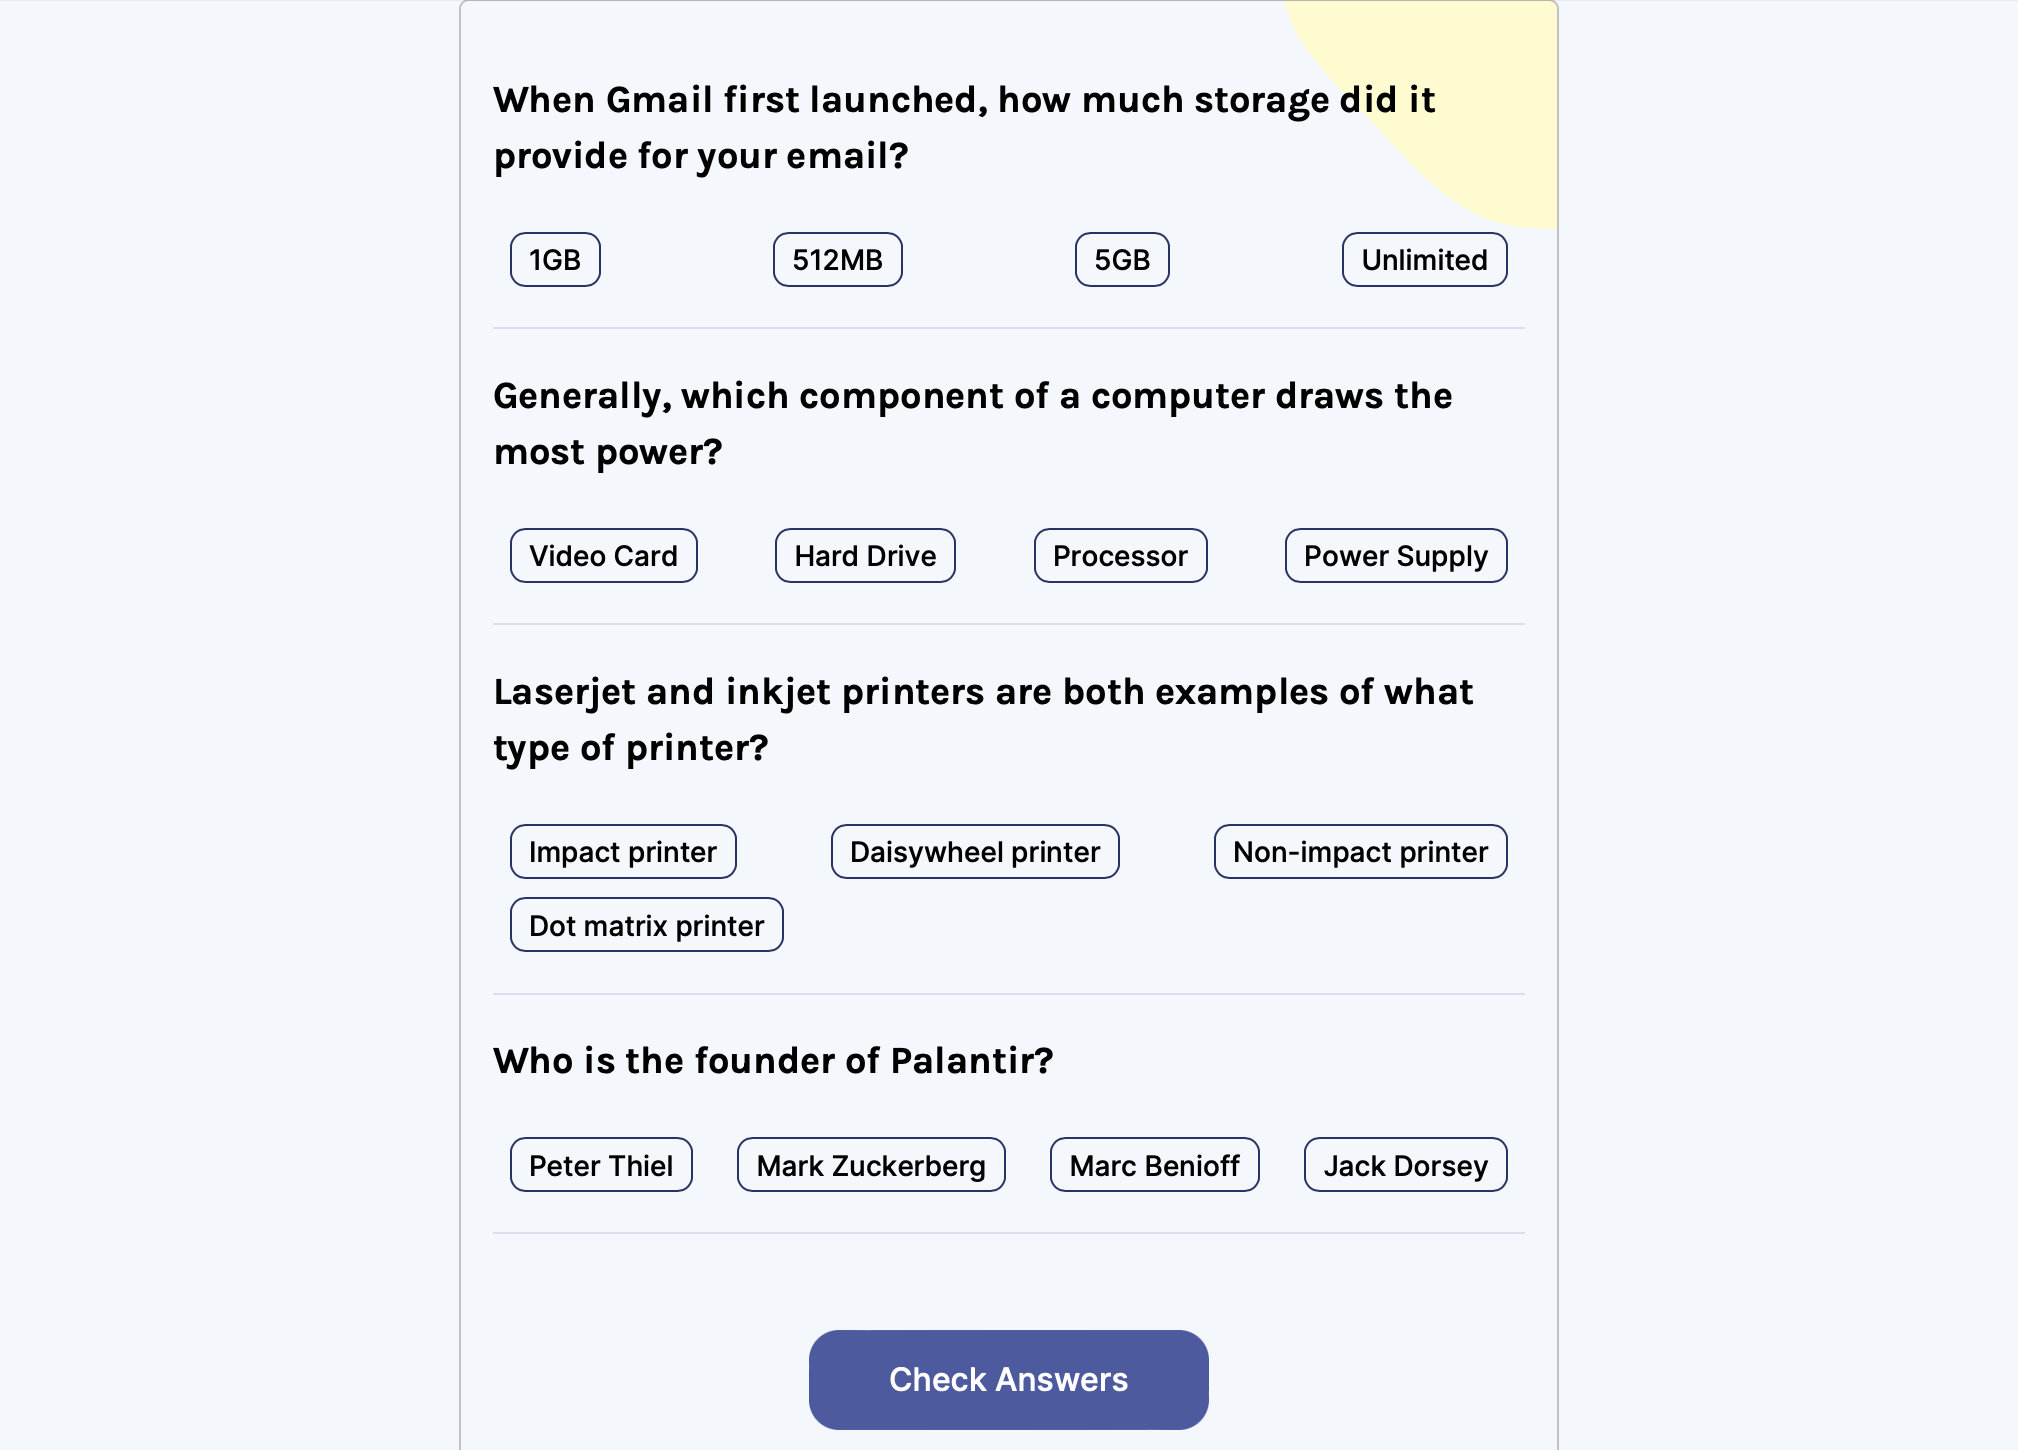 When Gmail first launched, how much storage did it
provide for your email?
1GB
512MB
5GB
Unlimited
Generally, which component of a computer draws the
most power?
Video Card
Hard Drive
Processor
Power Supply
Laserjet and inkjet printers are both examples of what
type of printer?
Impact printer
Daisywheel printer
Non-impact printer
Dot matrix printer
Who is the founder of Palantir?
Peter Thiel
Mark Zuckerberg
Marc Benioff
Jack Dorsey
Check Answers